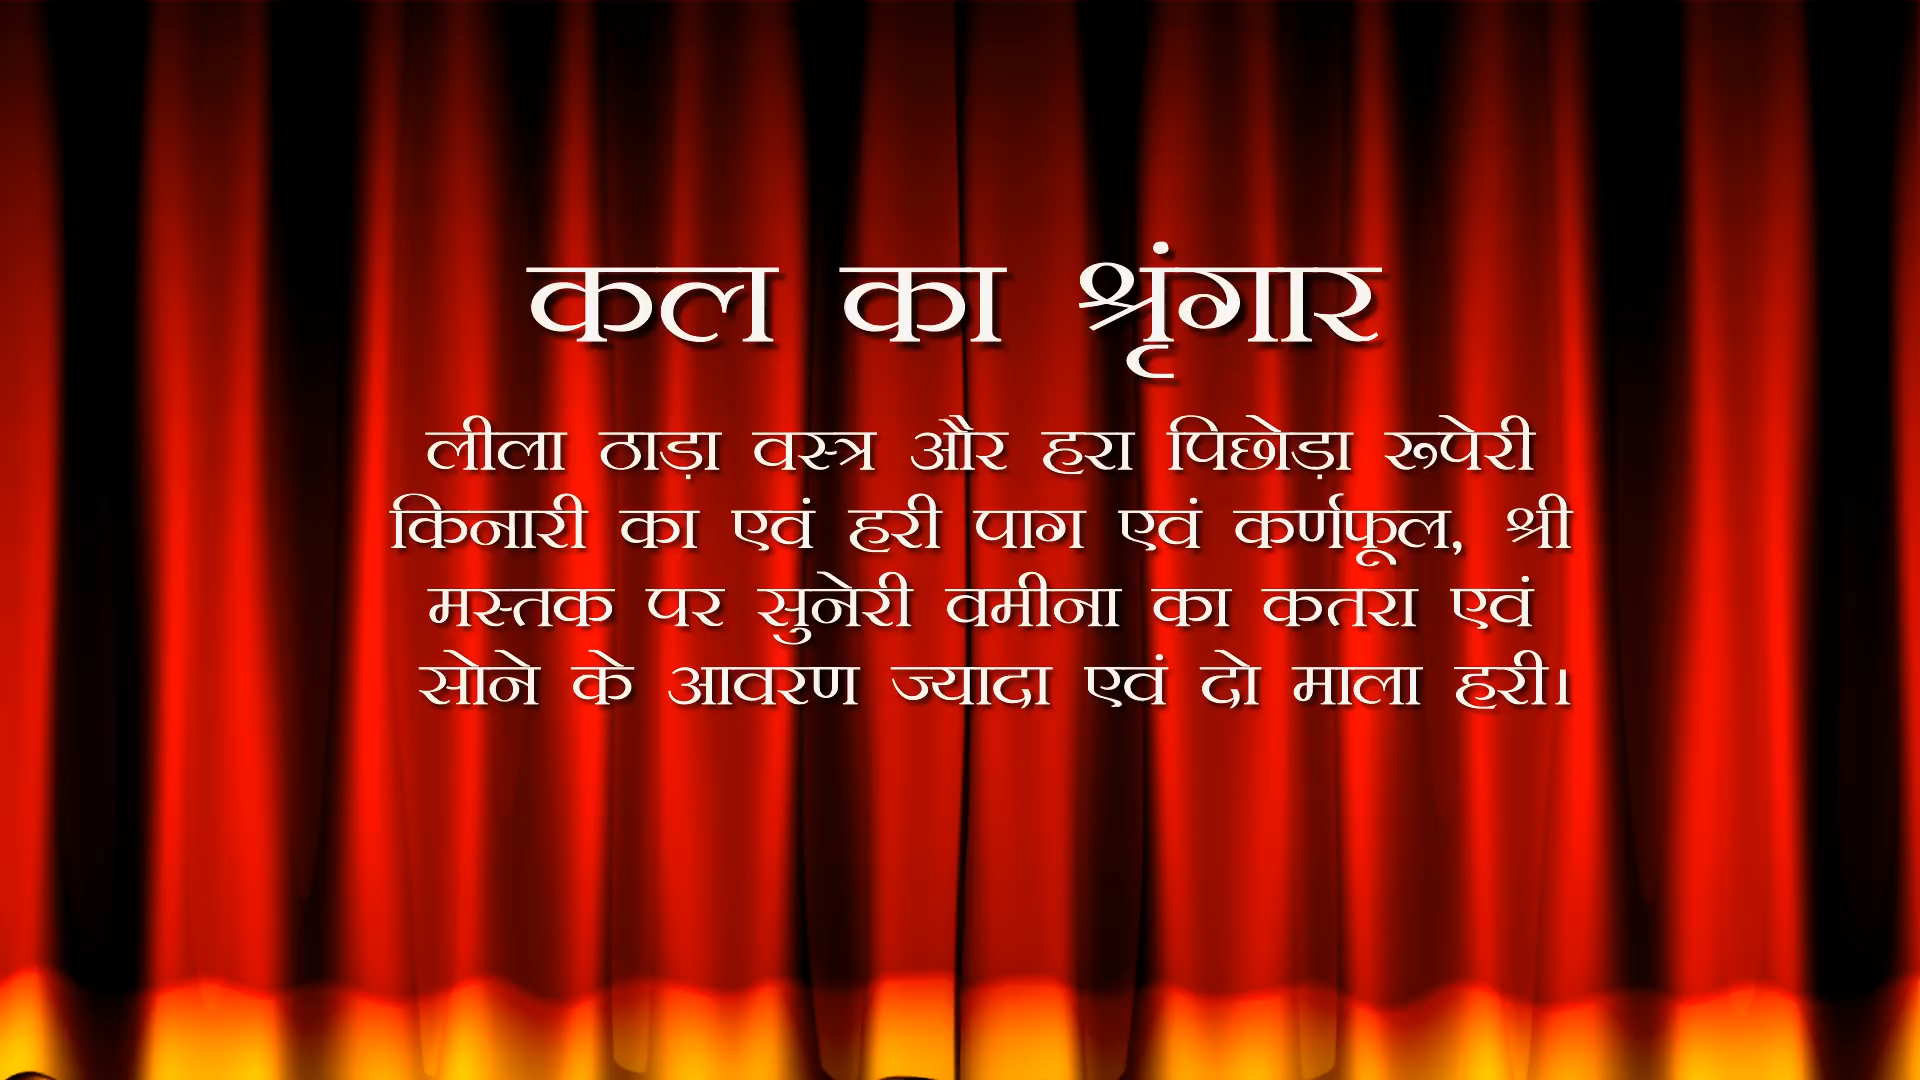 कल का श्रृंगार
लीला ठाड़ा वस्त्र और हरा पिछोड़ा रूपेरी
किनारी का एवं हरी पाग एवं कर्णफूल, श्री
मस्तक पर सुनेरी वमीना का कतरा एवं
सोने के आवरण ज्यादा एवं दो माला हरी।